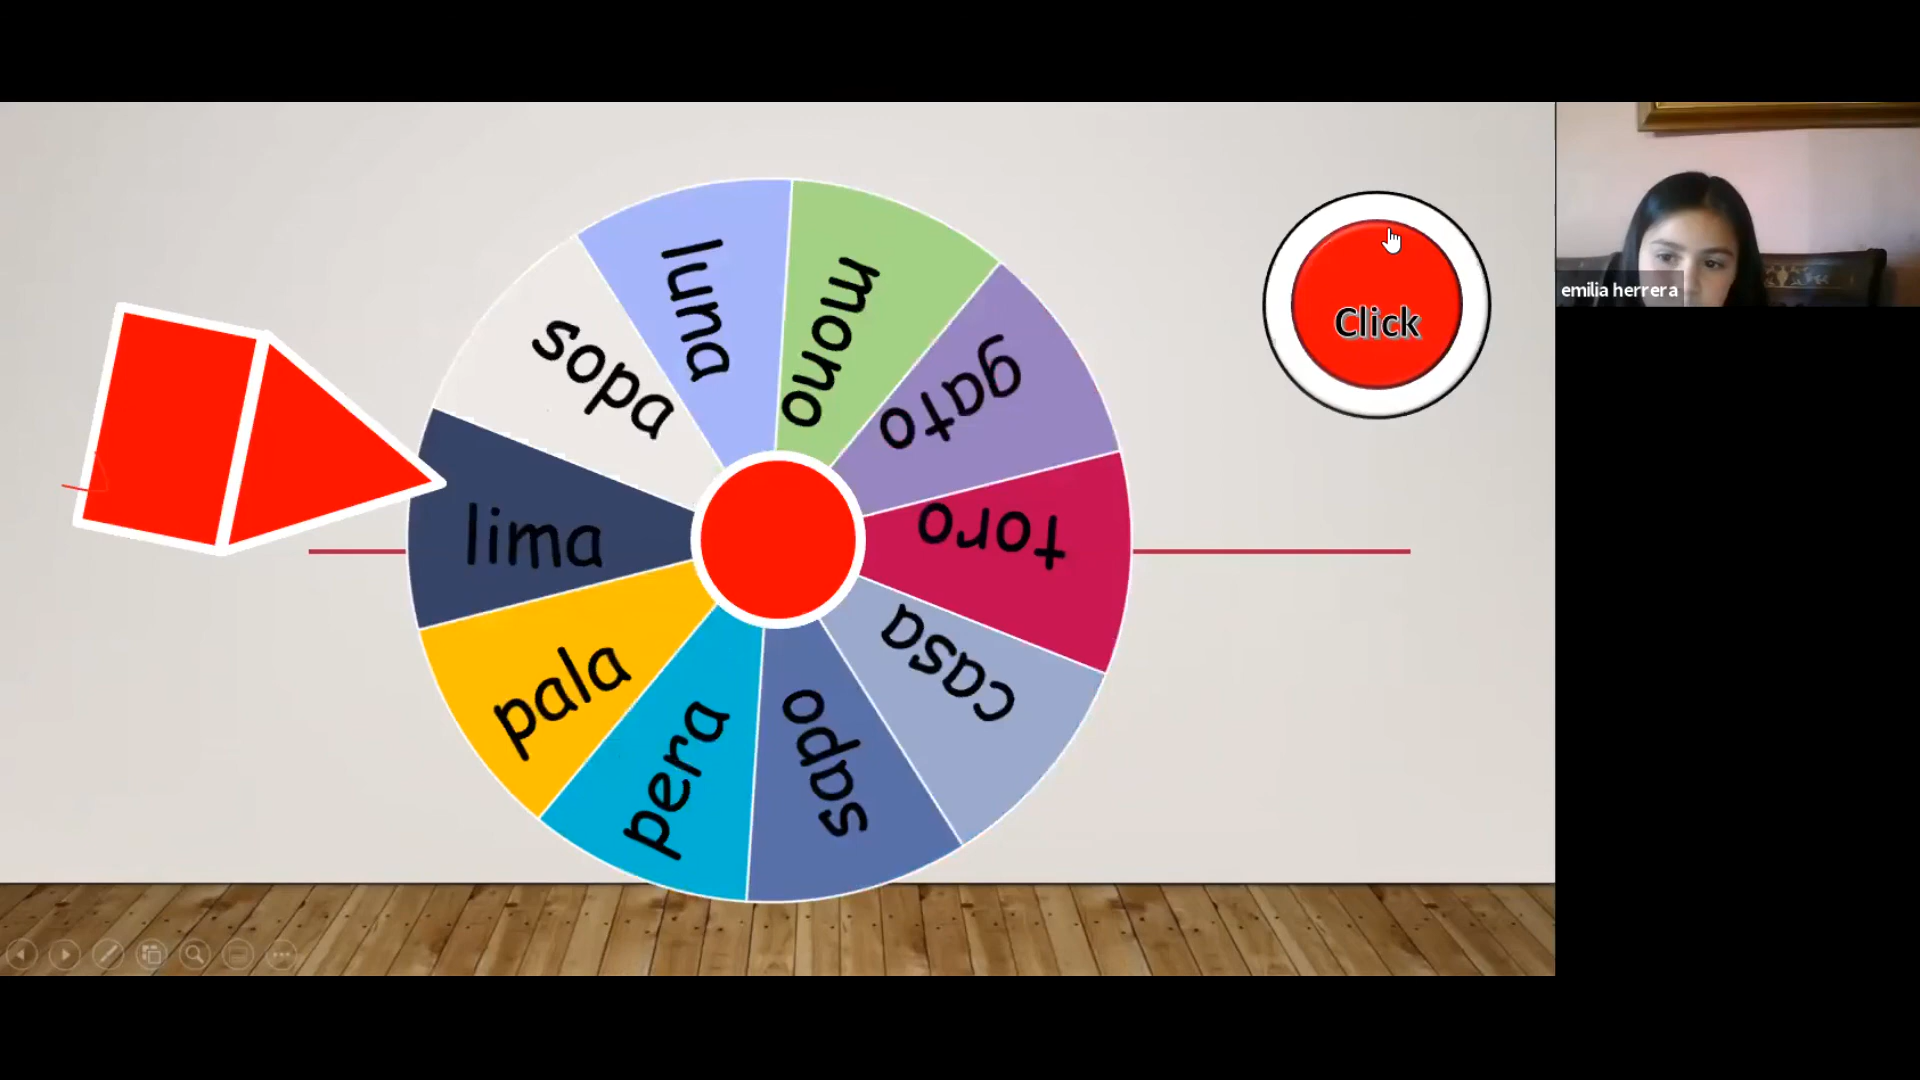 luna
mono
sopa
gato
Click
emilia herrera
lima
toro
pala
casa
pera
sapo